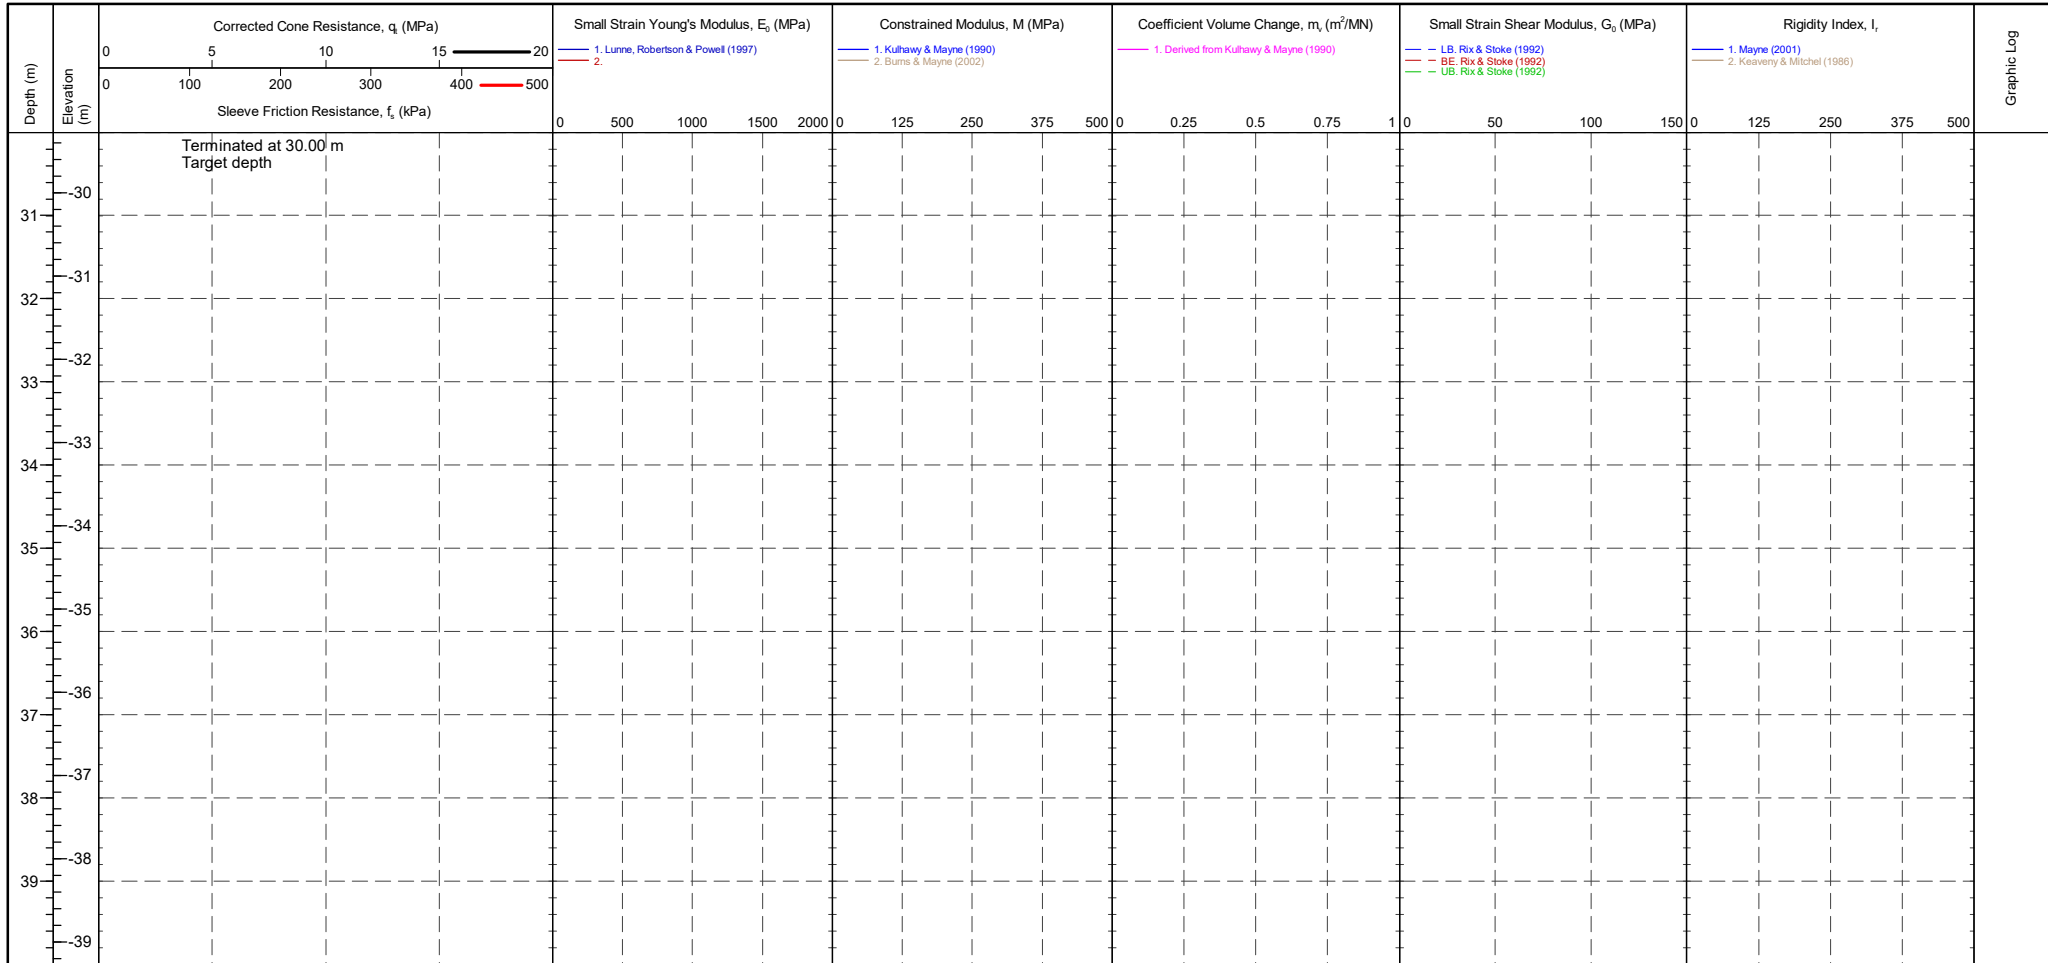 Depth (m)
Elevation
(m)
Corrected Cone Resistance, qt (MPa)
0 5 10 15 20
0 100 200 300 400 500
Sleeve Friction Resistance, fs (kPa)
Small Strain Young's Modulus, E0 (MPa)
1. Lunne, Robertson & Powell (1997)
2.
0 500 1000 1500 2000
Constrained Modulus, M (MPa)
1. Kulhawy & Mayne (1990)
2. Burns & Mayne (2002)
0 125 250 375 500
Coefficient Volume Change, mv (m²/MN)
1. Derived from Kulhawy & Mayne (1990)
0 0.25 0.5 0.75 1
Small Strain Shear Modulus, G0 (MPa)
LB. Rix & Stoke (1992)
BE. Rix & Stoke (1992)
UB. Rix & Stoke (1992)
0 50 100 150
Rigidity Index, Ir
1. Mayne (2001)
2. Keaveny & Mitchel (1986)
0 125 250 375 500
Graphic Log
Terminated at 30.00 m
Target depth
-30
31
-31
32
-32
33
-33
34
-34
35
-35
36
-36
37
-37
38
-38
39
-39